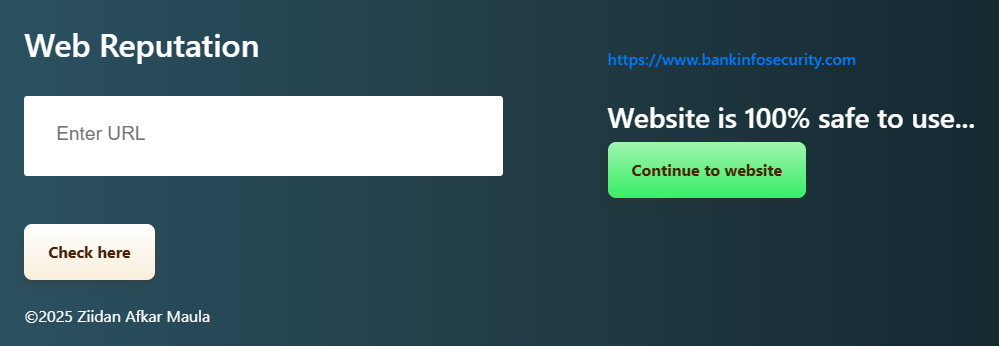 Web Reputation
Enter URL
Check here
©2025 Ziidan Afkar Maula
https://www.bankinfosecurity.com
Website is 100% safe to use...
Continue to website